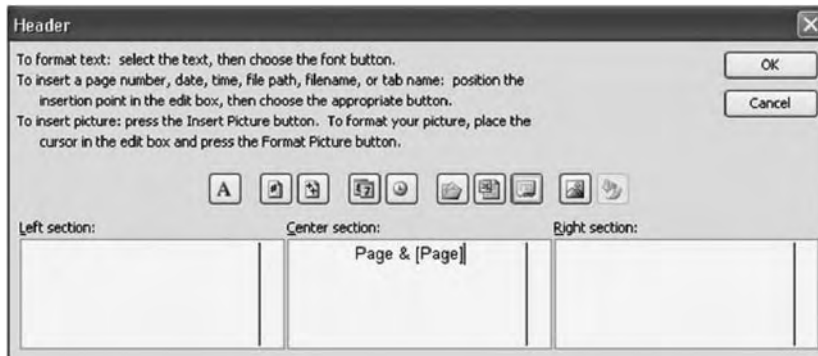 Header
To format text: select the text, then choose the font button.
To insert a page number, date, time, file path, filename, or tab name: position the
insertion point in the edit box, then choose the appropriate button.
To insert picture: press the Insert Picture button. To format your picture, place the
cursor in the edit box and press the Format Picture button.
OK
Cancel
A
Left section:
Center section:
Right section:
Page & [Page]